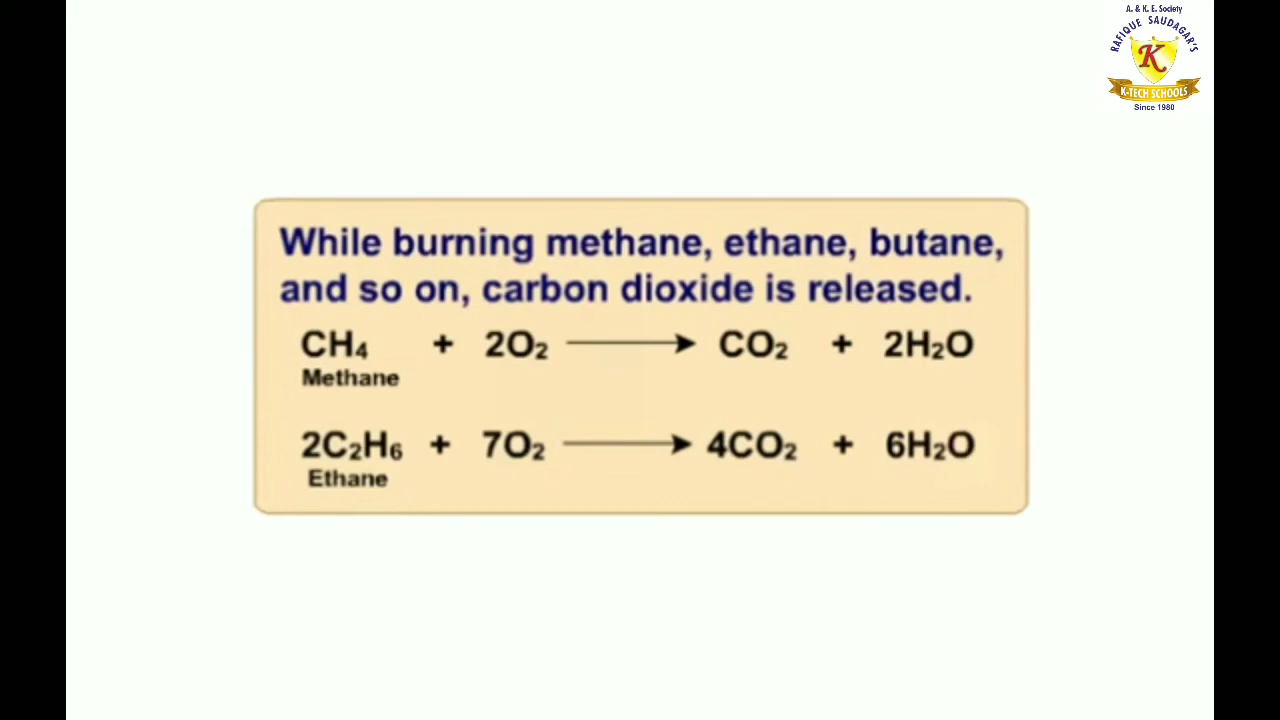 A. & K. E. Society
RAFIQUE SAUDAGAR'S
K
K-TECH SCHOOLS
Since 1980
While burning methane, ethane, butane,
and so on, carbon dioxide is released.
CH₄ + 2O₂ ⟶ CO₂ + 2H₂O
Methane
2C₂H₆ + 7O₂ ⟶ 4CO₂ + 6H₂O
Ethane